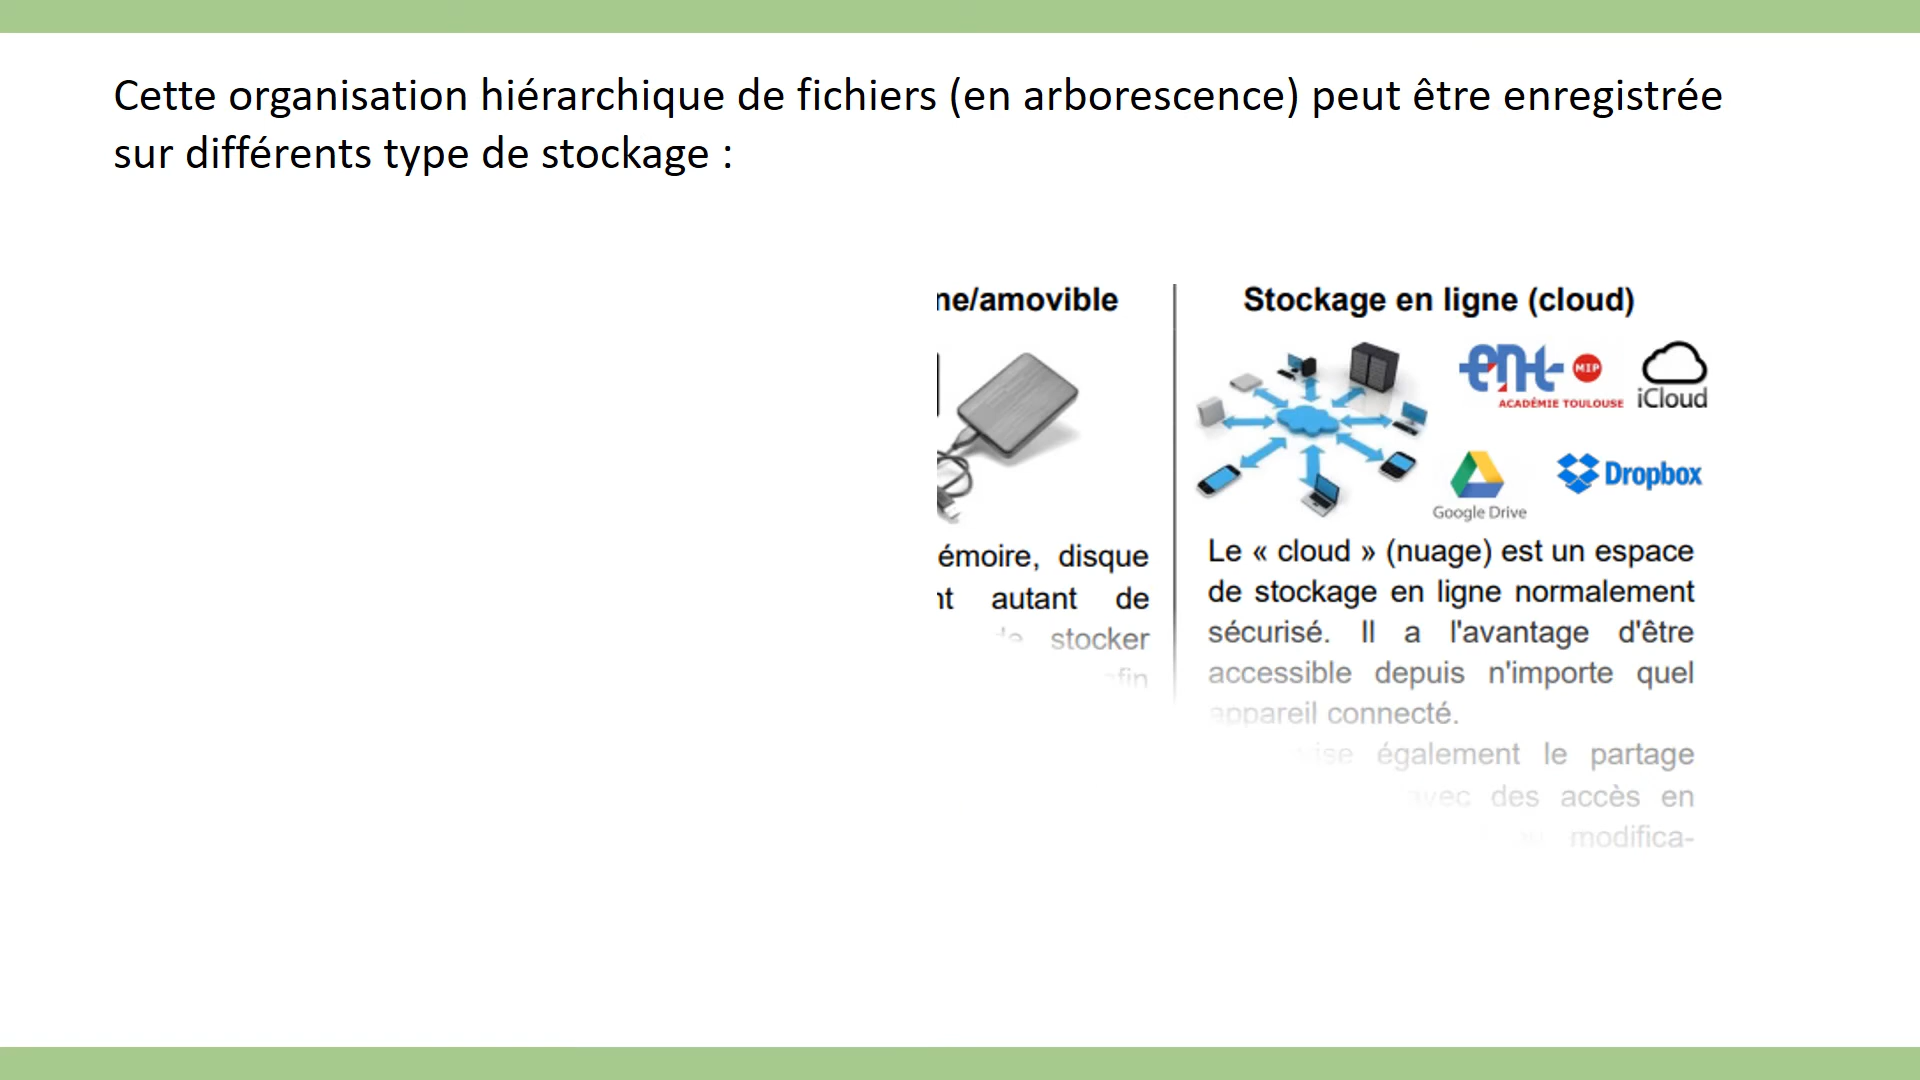 Cette organisation hiérarchique de fichiers (en arborescence) peut être enregistrée
sur différents type de stockage :
ne/amovible
émoire, disque
nt autant de
de stocker
afin
Stockage en ligne (cloud)
ent
MIP
ACADÉMIE TOULOUSE
iCloud
Google Drive
Dropbox
Le « cloud » (nuage) est un espace
de stockage en ligne normalement
sécurisé. Il a l'avantage d'être
accessible depuis n'importe quel
appareil connecté.
également le partage
avec des accès en
modifica-